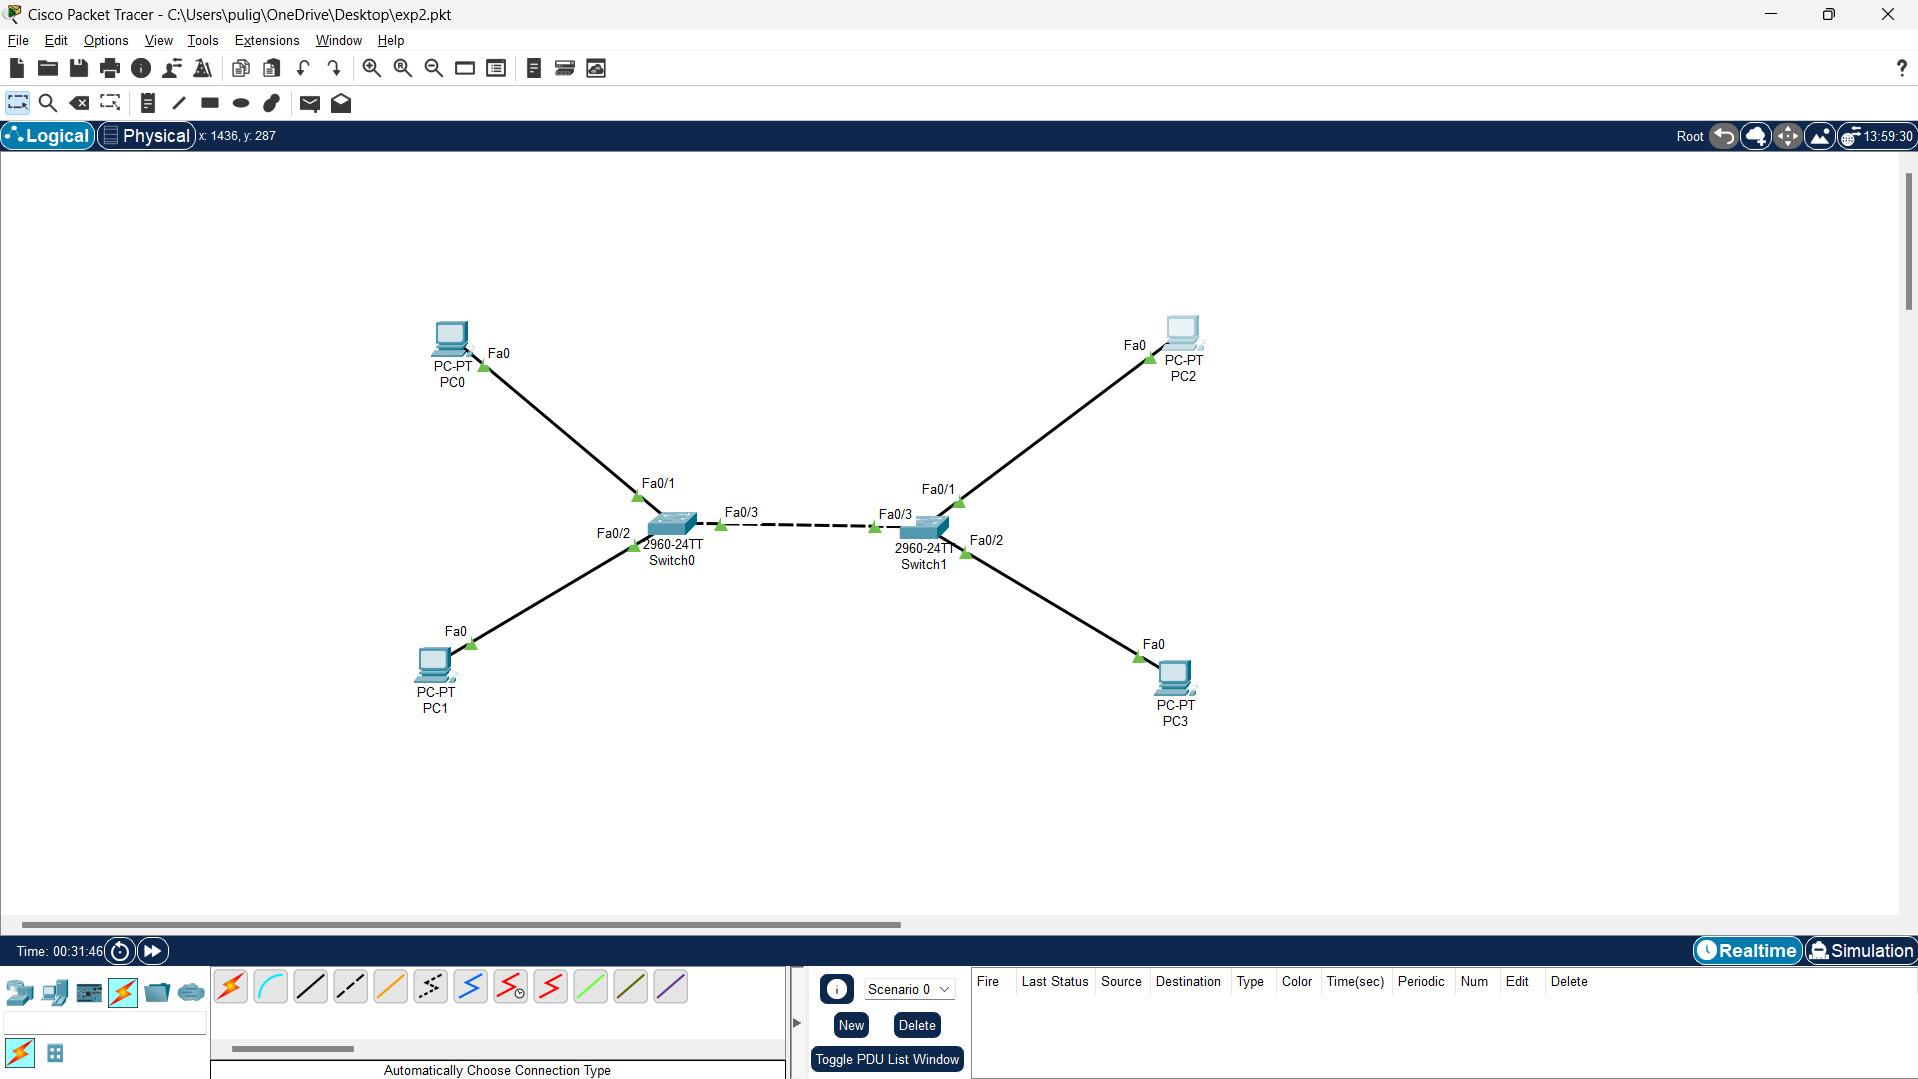 Cisco Packet Tracer - C:\Users\pulig\OneDrive\Desktop\exp2.pkt
File Edit Options View Tools Extensions Window Help
?
Logical Physical x: 1436, y: 287 Root 13:59:30
Fa0
PC-PT
PC0
Fa0
PC-PT
PC2
Fa0/1
Fa0/1
Fa0/3
Fa0/3
Fa0/2
2960-24TT
Switch0
Fa0/2
2960-24TT
Switch1
Fa0
PC-PT
PC1
Fa0
PC-PT
PC3
Time: 00:31:46 Realtime Simulation
Scenario 0
New Delete
Toggle PDU List Window
Fire Last Status Source Destination Type Color Time(sec) Periodic Num Edit Delete
Automatically Choose Connection Type